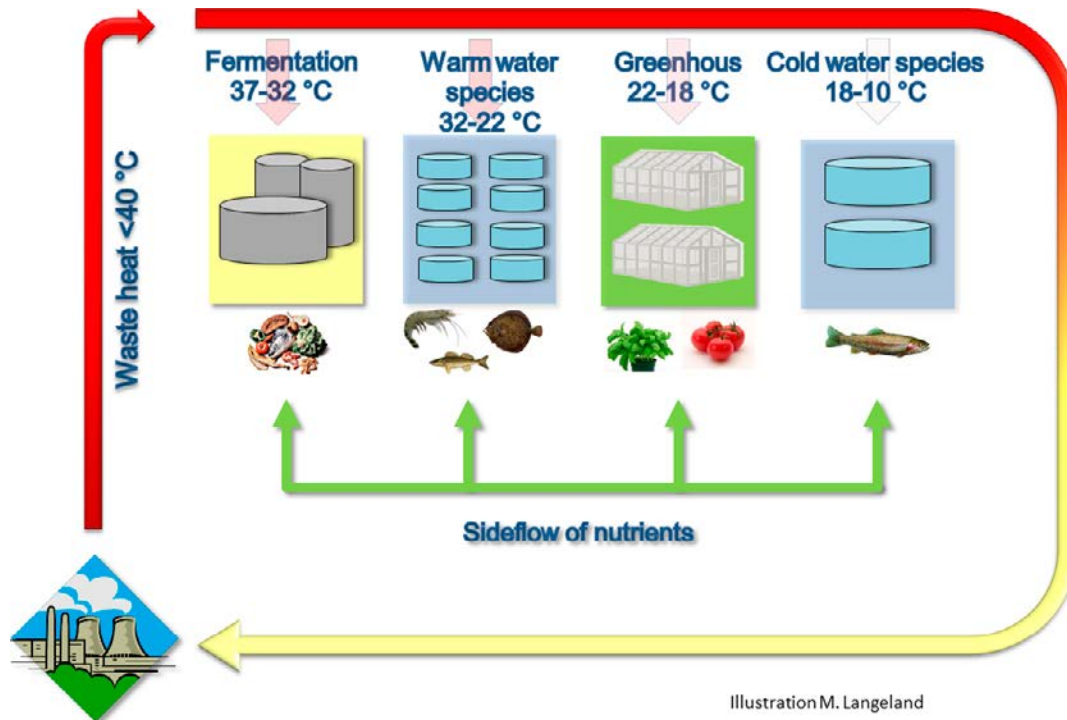 Fermentation
37-32 °C
Warm water
species
32-22 °C
Greenhous
22-18 °C
Cold water species
18-10 °C
Waste heat <40 °C
Sideflow of nutrients
Illustration M. Langeland